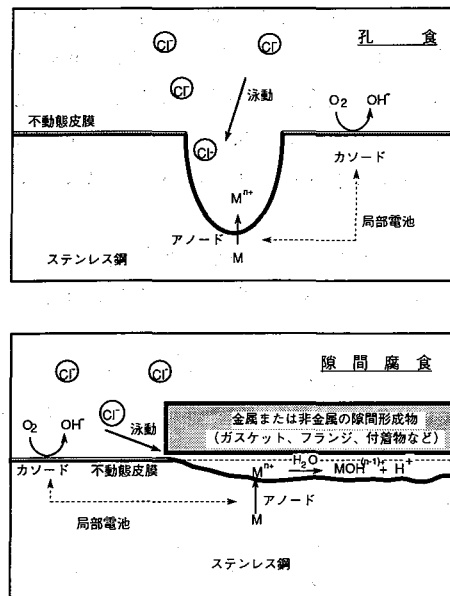 孔 食
Cl⁻
Cl⁻
Cl⁻
Cl-
泳動
O₂ OH⁻
不動態皮膜
カソード
Mⁿ⁺
アノード
局部電池
M
ステンレス鋼
隙 間 腐 食
Cl⁻
Cl⁻
Cl⁻
O₂ OH⁻
泳動
金属または非金属の隙間形成物
(ガスケット、フランジ、付着物など)
カソード 不動態皮膜
Mⁿ⁺ H₂O MOH⁽ⁿ⁻¹⁾⁺ + H⁺
アノード
局部電池
M
ステンレス鋼